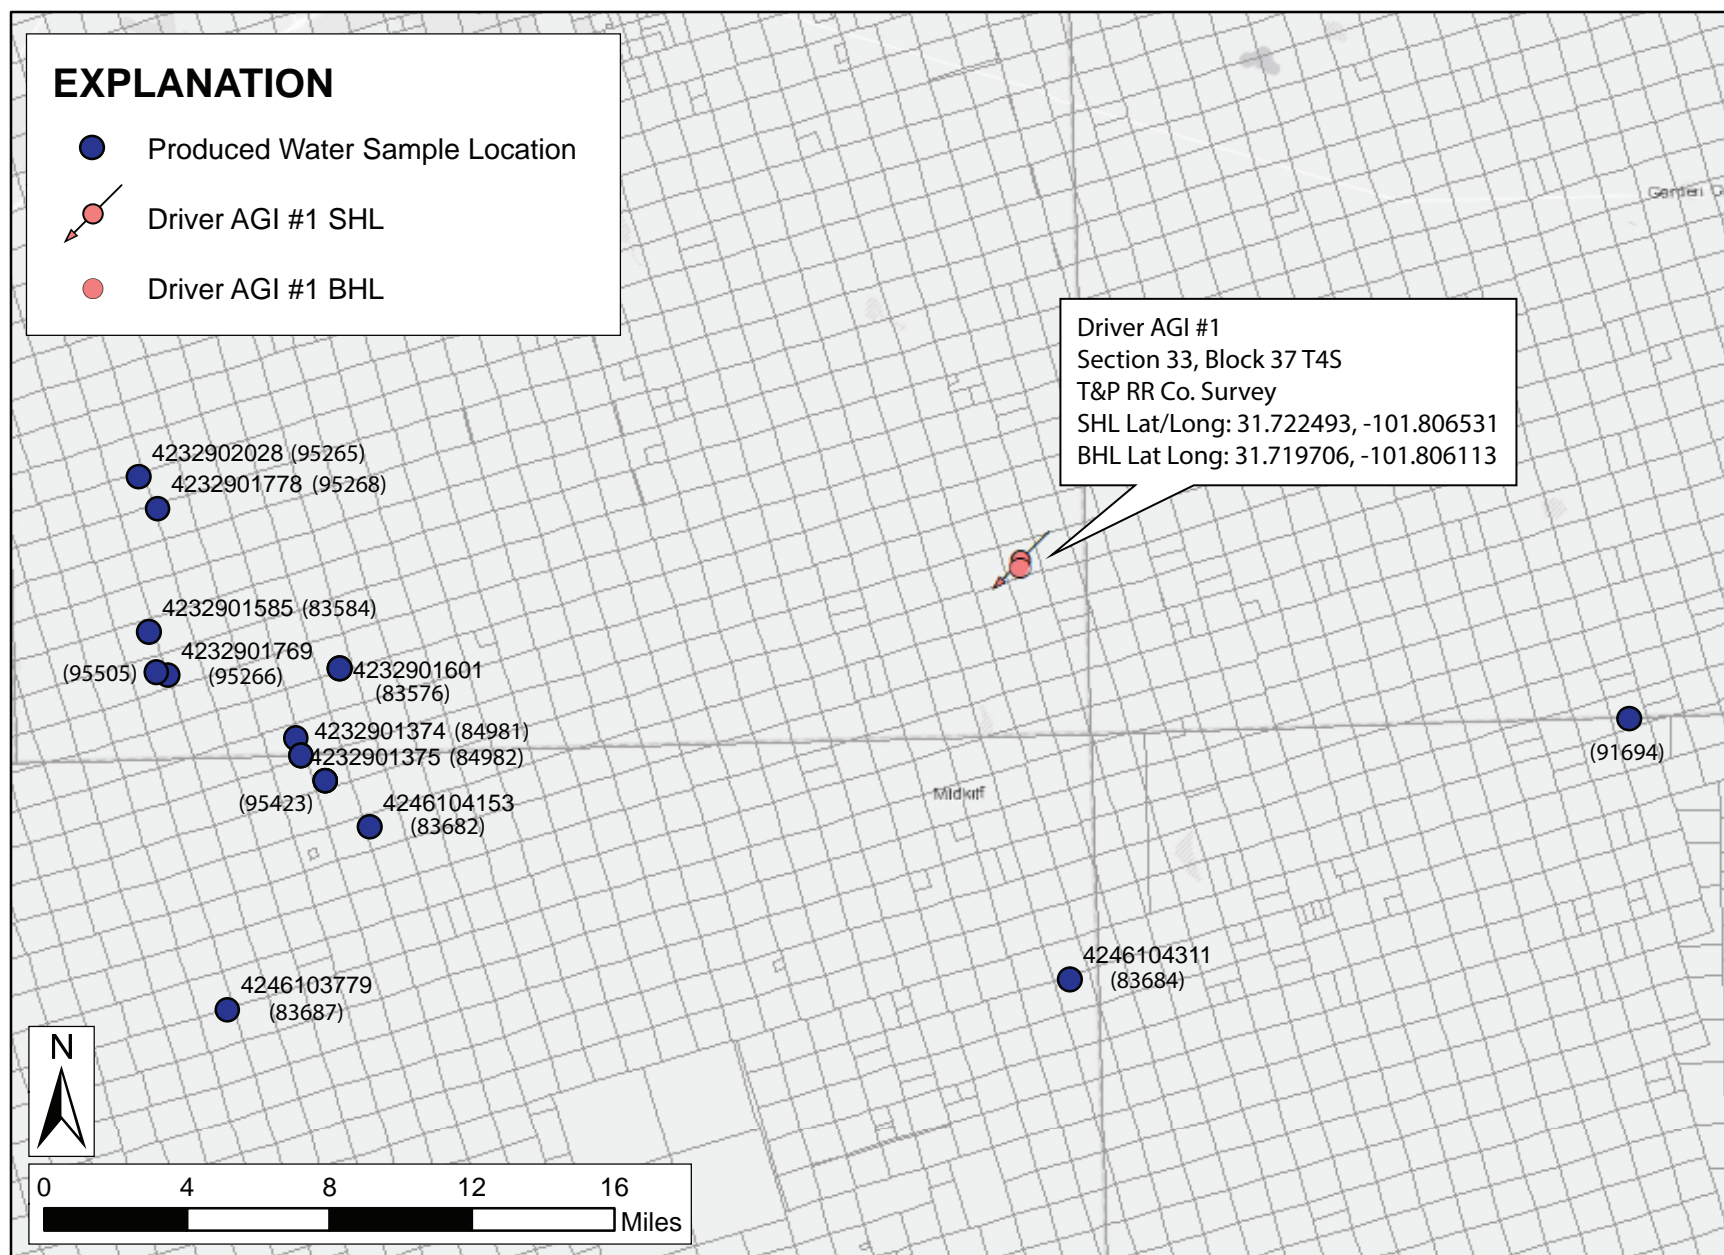 EXPLANATION
Produced Water Sample Location
Driver AGI #1 SHL
Driver AGI #1 BHL
Garden
Driver AGI #1
Section 33, Block 37 T4S
T&P RR Co. Survey
SHL Lat/Long: 31.722493, -101.806531
BHL Lat Long: 31.719706, -101.806113
4232902028 (95265)
4232901778 (95268)
4232901585 (83584)
4232901769
(95505)
(95266)
4232901601
(83576)
4232901374 (84981)
4232901375 (84982)
(95423)
4246104153
(83682)
(91694)
Midkiff
4246104311
(83684)
4246103779
(83687)
N
0 4 8 12 16
Miles